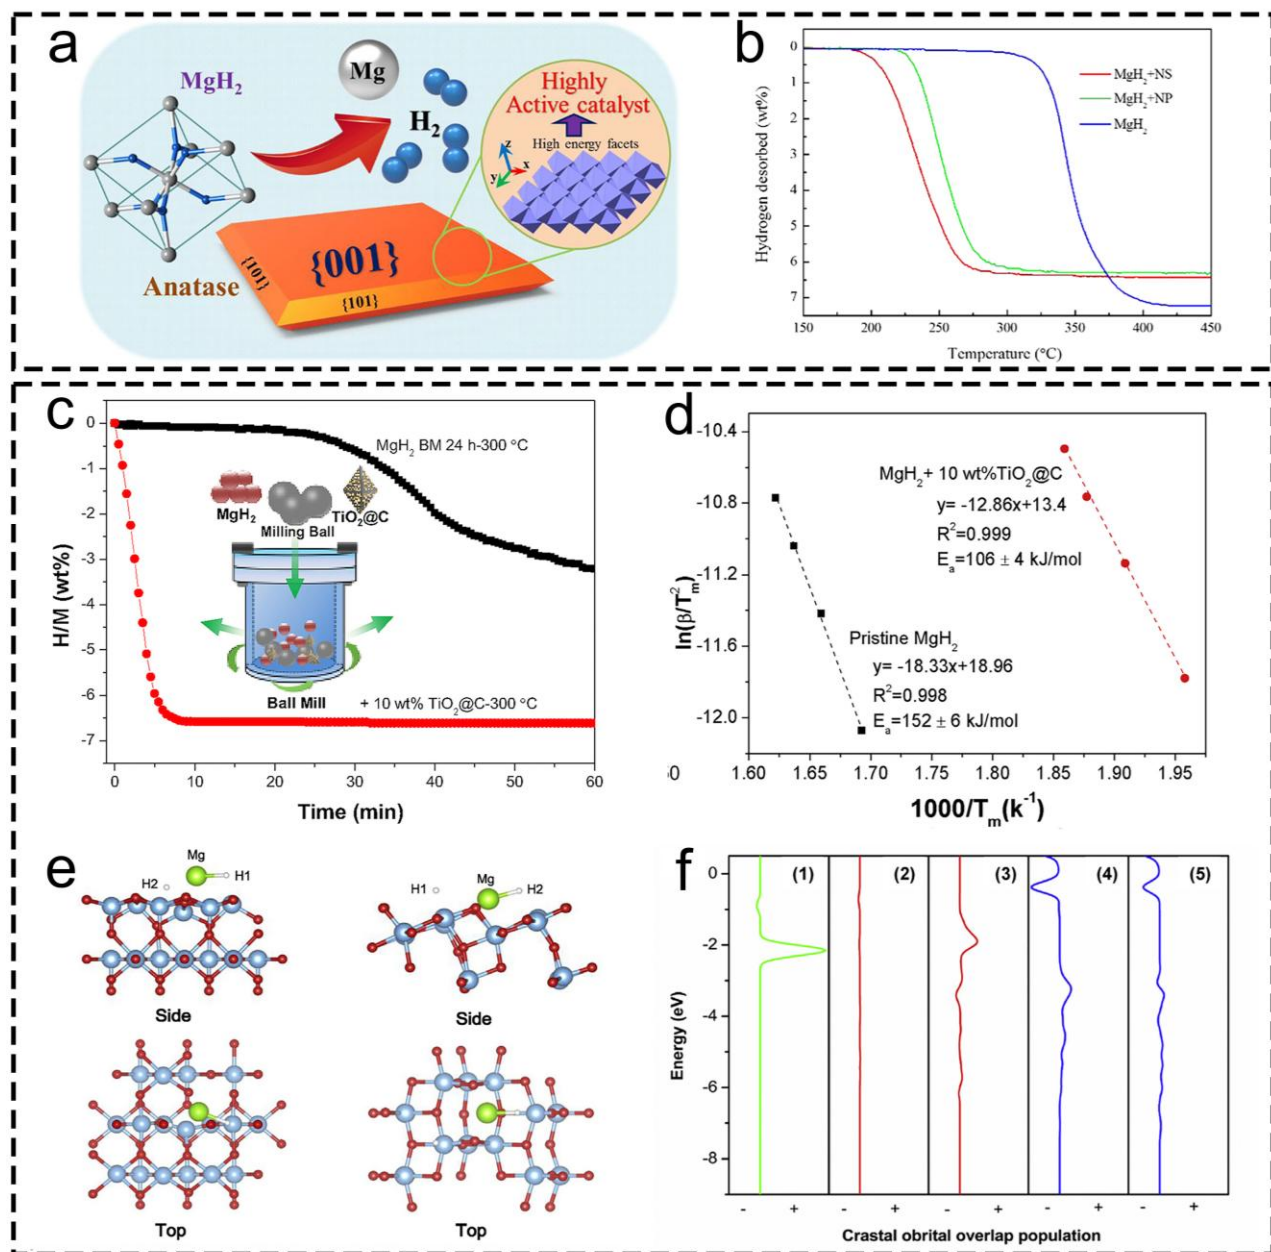 a
MgH2
Mg
H2
Highly
Active catalyst
High energy facets
z
x
y
{001}
{101}
{101}
Anatase
b
0
1
2
3
4
5
6
7
Hydrogen desorbed (wt%)
MgH2+NS
MgH2+NP
MgH2
150 200 250 300 350 400 450
Temperature (°C)
c
0
-1
-2
-3
-4
-5
-6
-7
H/M (wt%)
MgH2 BM 24 h-300 °C
MgH2
Milling Ball
TiO2@C
Ball Mill
+ 10 wt% TiO2@C-300 °C
0 10 20 30 40 50 60
Time (min)
d
-10.4
-10.8
-11.2
-11.6
-12.0
ln(β/T²m)
MgH2+ 10 wt%TiO2@C
y= -12.86x+13.4
R²=0.999
Ea=106 ± 4 kJ/mol
Pristine MgH2
y= -18.33x+18.96
R²=0.998
Ea=152 ± 6 kJ/mol
1.60 1.65 1.70 1.75 1.80 1.85 1.90 1.95
1000/Tm(k⁻¹)
e
Mg
H2 H1
Side
Top
Mg
H1 H2
Side
Top
f
(1) (2) (3) (4) (5)
0
-2
-4
-6
-8
Energy (eV)
- + - + - + - + - +
Crastal obrital overlap population